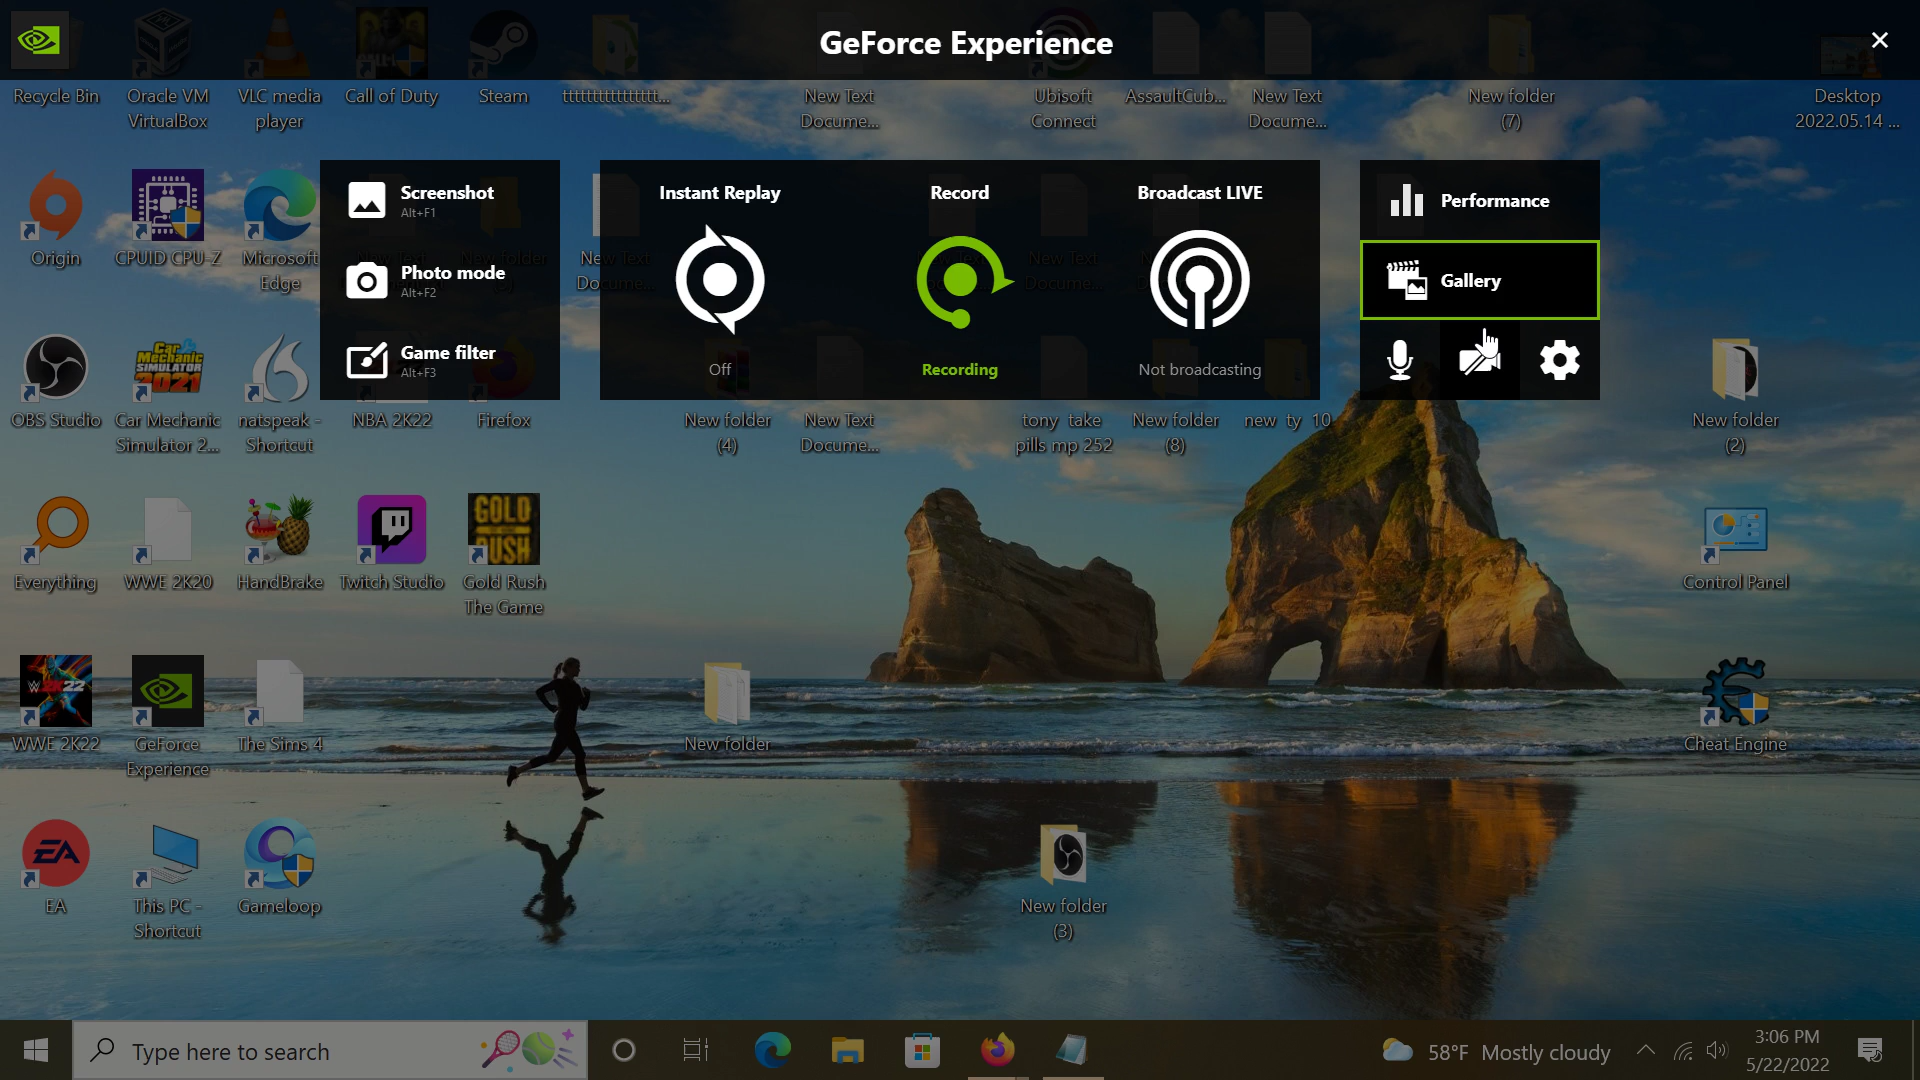 GeForce Experience
Recycle Bin
Oracle VM
VirtualBox
VLC media
player
Call of Duty
Steam
tttttttttttttttt...
New Text
Docume...
Ubisoft
Connect
AssaultCub...
New Text
Docume...
New folder
(7)
Desktop
2022.05.14 ...
Screenshot
Alt+F1
Photo mode
Alt+F2
Game filter
Alt+F3
Instant Replay
Off
Record
Recording
Broadcast LIVE
Not broadcasting
Performance
Gallery
Origin
CPUID CPU-Z
Microsoft
Edge
OBS Studio
Car Mechanic
Simulator 2...
natspeak -
Shortcut
NBA 2K22
Firefox
New folder
(4)
New Text
Docume...
tony take
pills mp 252
New folder
(8)
new ty 10
New folder
(2)
Everything
WWE 2K20
HandBrake
Twitch Studio
GOLD
RUSH
Gold Rush
The Game
Control Panel
WWE 2K22
GeForce
Experience
The Sims 4
New folder
Cheat Engine
EA
EA
This PC -
Shortcut
Gameloop
New folder
(3)
Type here to search
58°F Mostly cloudy
3:06 PM
5/22/2022